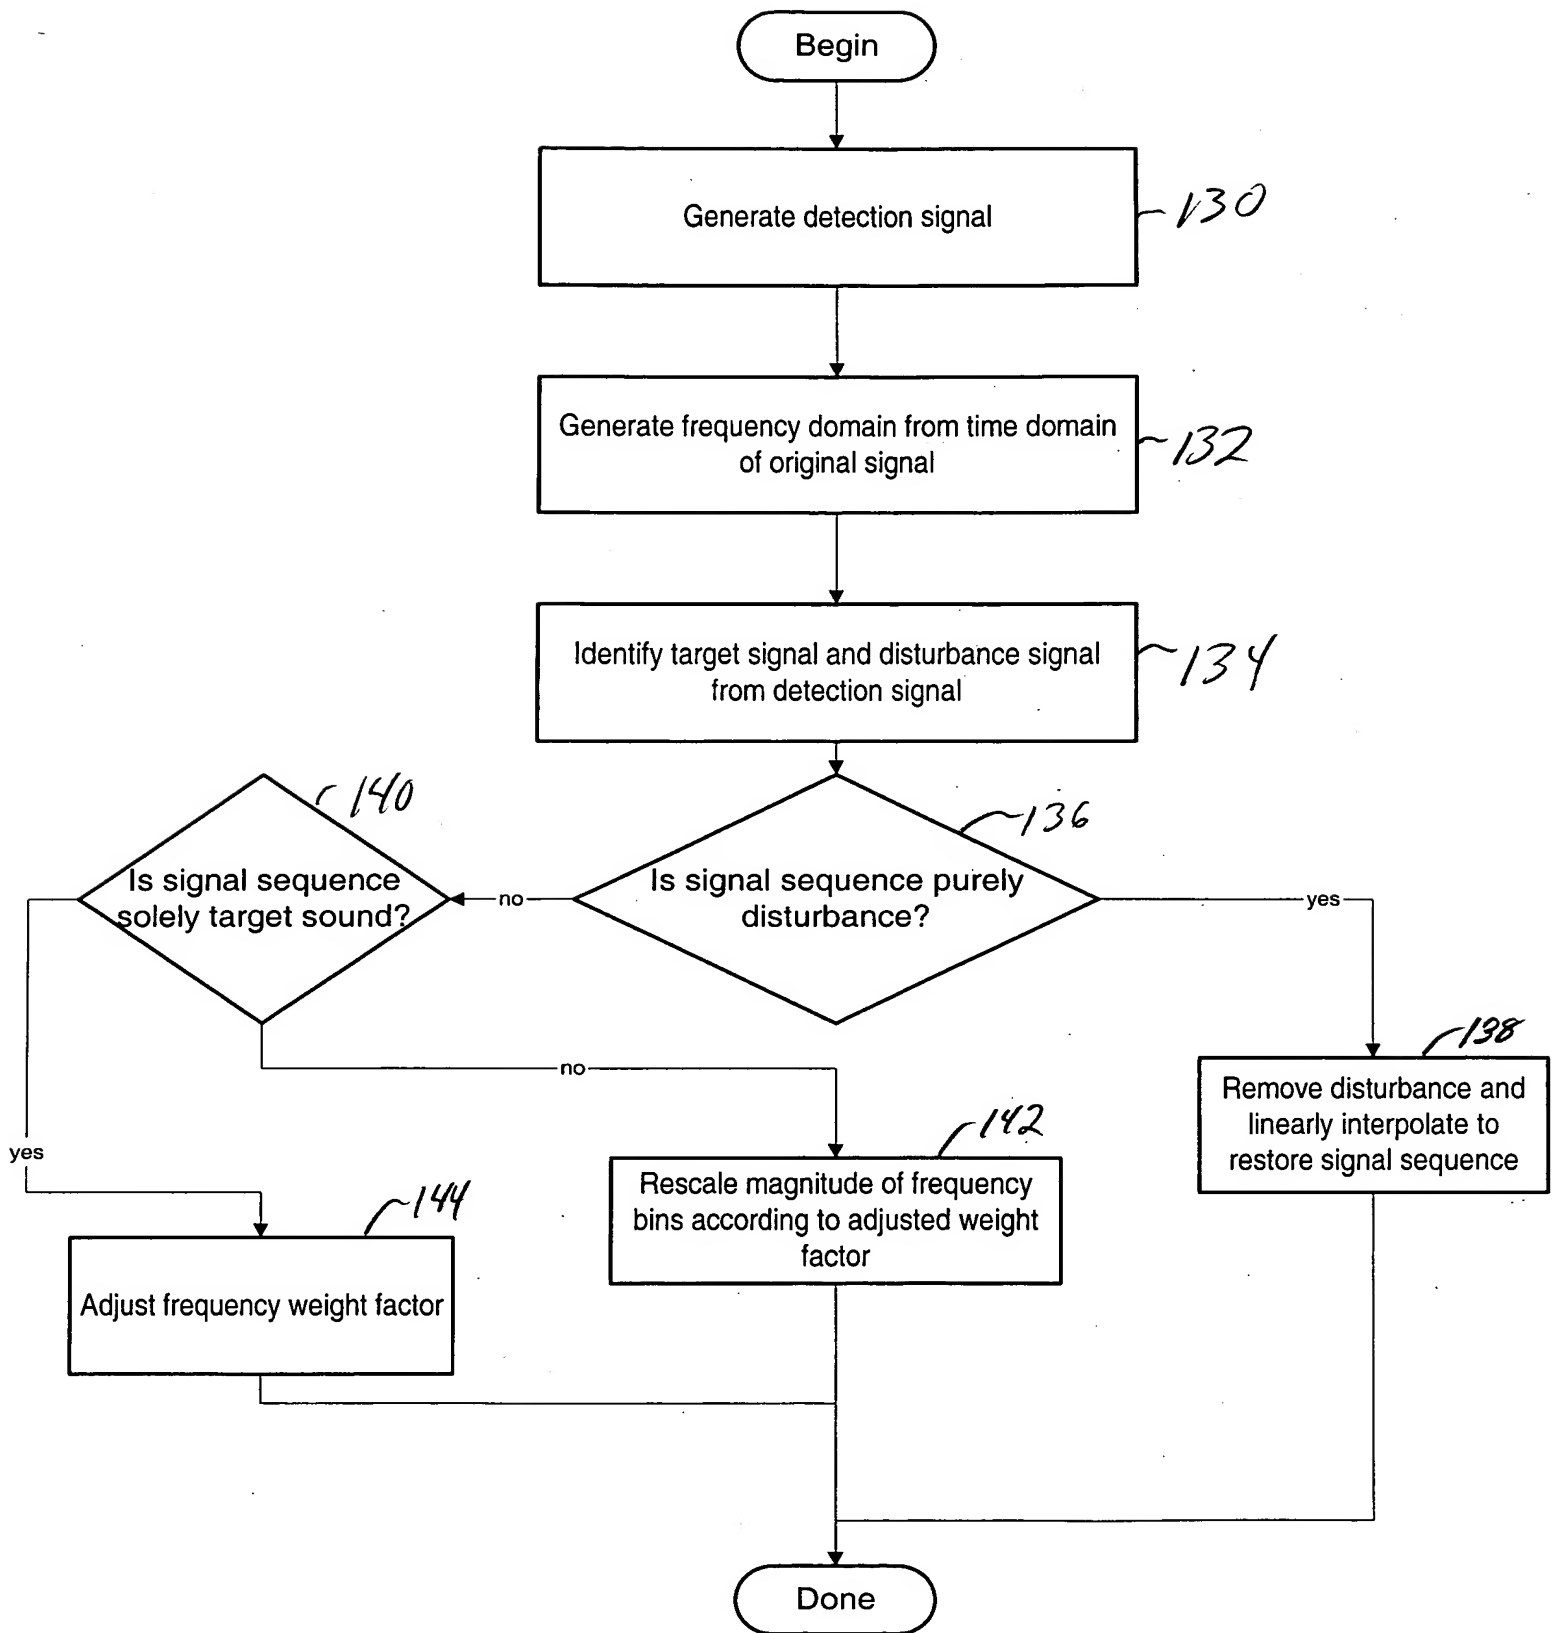 Begin
Generate detection signal
130
Generate frequency domain from time domain
of original signal
132
Identify target signal and disturbance signal
from detection signal
134
140
136
Is signal sequence
solely target sound?
no
Is signal sequence purely
disturbance?
yes
138
Remove disturbance and
linearly interpolate to
restore signal sequence
no
142
Rescale magnitude of frequency
bins according to adjusted weight
factor
yes
144
Adjust frequency weight factor
Done